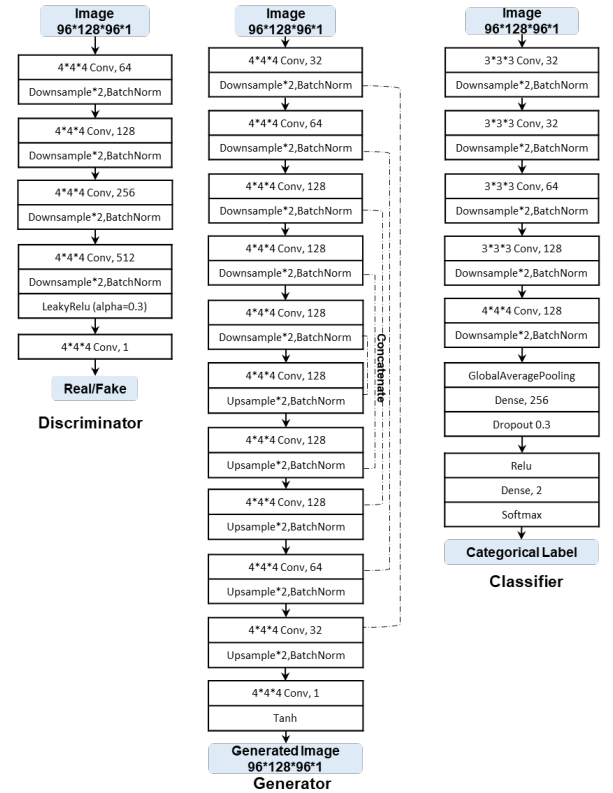 Image
96*128*96*1
4*4*4 Conv, 64
Downsample*2,BatchNorm
4*4*4 Conv, 128
Downsample*2,BatchNorm
4*4*4 Conv, 256
Downsample*2,BatchNorm
4*4*4 Conv, 512
Downsample*2,BatchNorm
LeakyRelu (alpha=0.3)
4*4*4 Conv, 1
Real/Fake
Discriminator
Image
96*128*96*1
4*4*4 Conv, 32
Downsample*2,BatchNorm
4*4*4 Conv, 64
Downsample*2,BatchNorm
4*4*4 Conv, 128
Downsample*2,BatchNorm
4*4*4 Conv, 128
Downsample*2,BatchNorm
4*4*4 Conv, 128
Downsample*2,BatchNorm
4*4*4 Conv, 128
Upsample*2,BatchNorm
4*4*4 Conv, 128
Upsample*2,BatchNorm
4*4*4 Conv, 128
Upsample*2,BatchNorm
4*4*4 Conv, 64
Upsample*2,BatchNorm
4*4*4 Conv, 32
Upsample*2,BatchNorm
4*4*4 Conv, 1
Tanh
Generated Image
96*128*96*1
Generator
Concatenate
Image
96*128*96*1
3*3*3 Conv, 32
Downsample*2,BatchNorm
3*3*3 Conv, 32
Downsample*2,BatchNorm
3*3*3 Conv, 64
Downsample*2,BatchNorm
3*3*3 Conv, 128
Downsample*2,BatchNorm
4*4*4 Conv, 128
Downsample*2,BatchNorm
GlobalAveragePooling
Dense, 256
Dropout 0.3
Relu
Dense, 2
Softmax
Categorical Label
Classifier